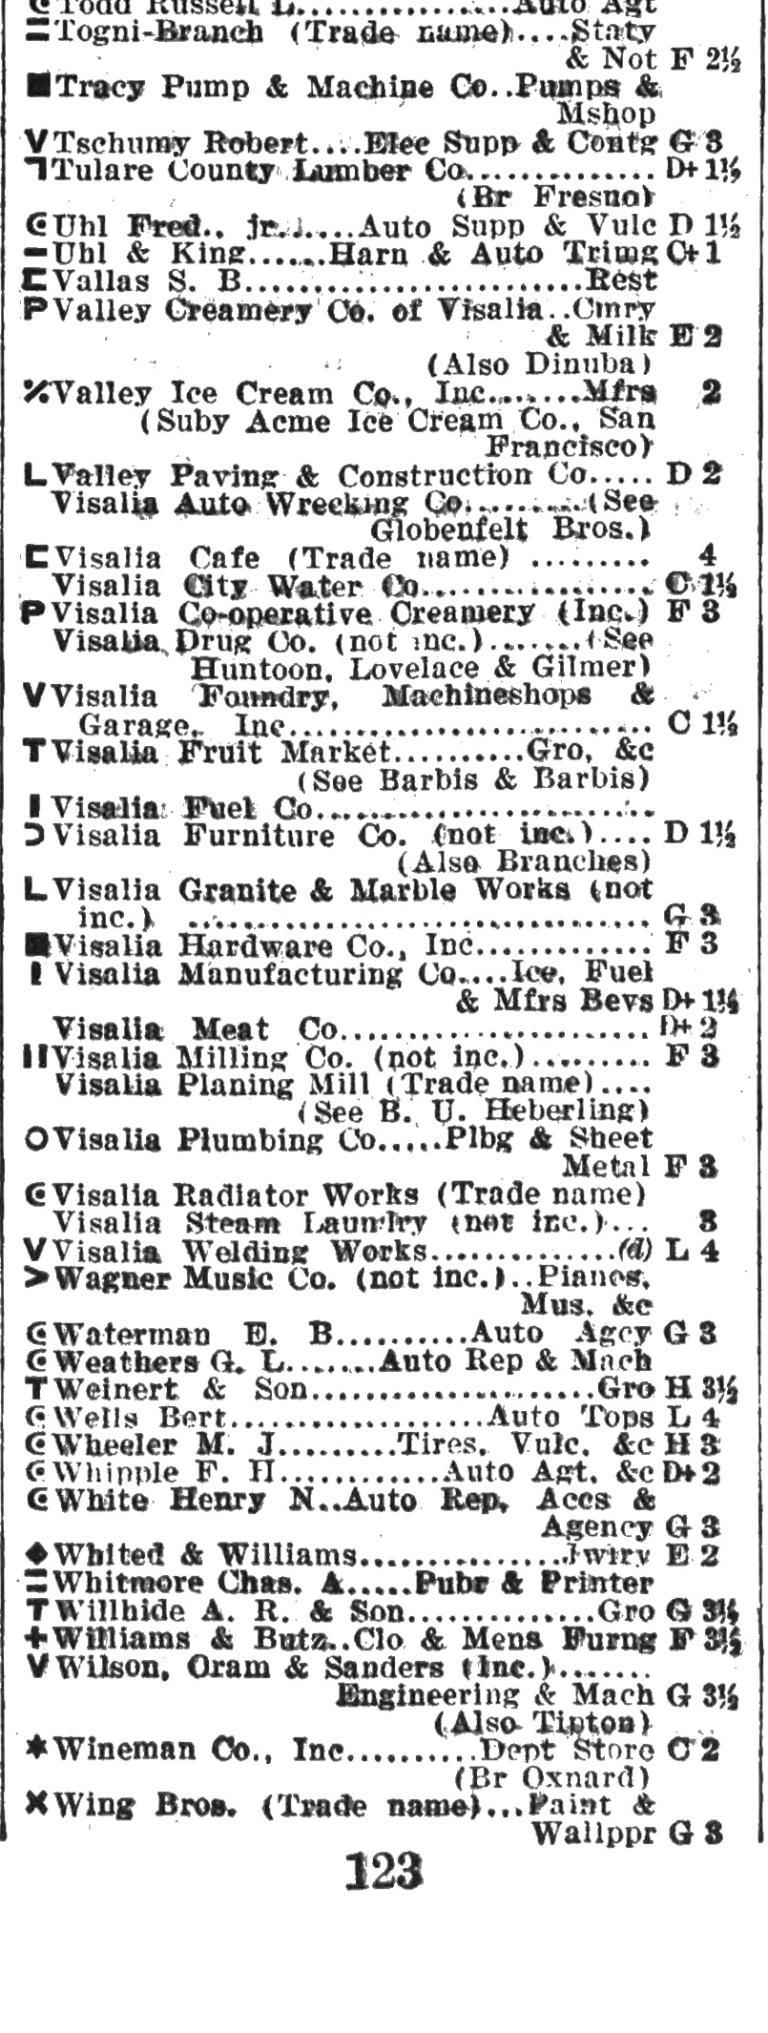 Todd Russell L...............Auto Agt
=Togni-Branch (Trade name)....Staty
& Not F 2½
■Tracy Pump & Machine Co..Pumps &
Mshop
VTschumy Robert....Elec Supp & Contg G 3
Tulare County Lumber Co.............. D+ 1½
(Br Fresno)
Uhl Fred., jr......Auto Supp & Vulc D 1½
-Uhl & King......Harn & Auto Trimg C+ 1
Vallas S. B.........................Rest
PValley Creamery Co. of Visalia..Cmry
& Milk E 2
(Also Dinuba)
Valley Ice Cream Co., Inc.......Mfrs 2
(Suby Acme Ice Cream Co., San
Francisco)
LValley Paving & Construction Co..... D 2
Visalia Auto Wrecking Co.........(See
Globenfelt Bros.)
Visalia Cafe (Trade name) ......... 4
Visalia City Water Co................. C 1½
PVisalia Co-operative Creamery (Inc.) F 3
Visalia Drug Co. (not inc.).......(See
Huntoon, Lovelace & Gilmer)
VVisalia Foundry, Machineshops &
Garage, Inc.......................... C 1½
TVisalia Fruit Market..........Gro, &c
(See Barbis & Barbis)
Visalia Fuel Co.........................
Visalia Furniture Co. (not inc.).... D 1½
(Also Branches)
LVisalia Granite & Marble Works (not
inc.) ................................. G 3
■Visalia Hardware Co., Inc............. F 3
Visalia Manufacturing Co....Ice, Fuel
& Mfrs Bevs D+ 1½
Visalia Meat Co....................... D+ 2
IIVisalia Milling Co. (not inc.)......... F 3
Visalia Planing Mill (Trade name)....
(See B. U. Heberling)
OVisalia Plumbing Co.....Plbg & Sheet
Metal F 3
Visalia Radiator Works (Trade name)
Visalia Steam Laundry (not inc.)... 3
VVisalia Welding Works..............(d) L 4
>Wagner Music Co. (not inc.)..Pianos,
Mus. &c
Waterman E. B..........Auto Agcy G 3
Weathers G. L.......Auto Rep & Mach
TWeinert & Son.....................Gro H 3½
Wells Bert...................Auto Tops L 4
Wheeler M. J.........Tires, Vulc. &c H 3
Whipple F. H............Auto Agt. &c D+ 2
White Henry N..Auto Rep, Aces &
Agency G 3
◆Whited & Williams...............Jwlry E 2
=Whitmore Chas. A.....Pubr & Printer
TWillhide A. R. & Son..............Gro G 3½
+Williams & Butz..Clo & Mens Furng F 3½
VWilson, Oram & Sanders (Inc.)........
Engineering & Mach G 3½
(Also Tipton)
✶Wineman Co., Inc..........Dept Store C 2
(Br Oxnard)
✕Wing Bros. (Trade name)...Paint &
Wallppr G 3
123